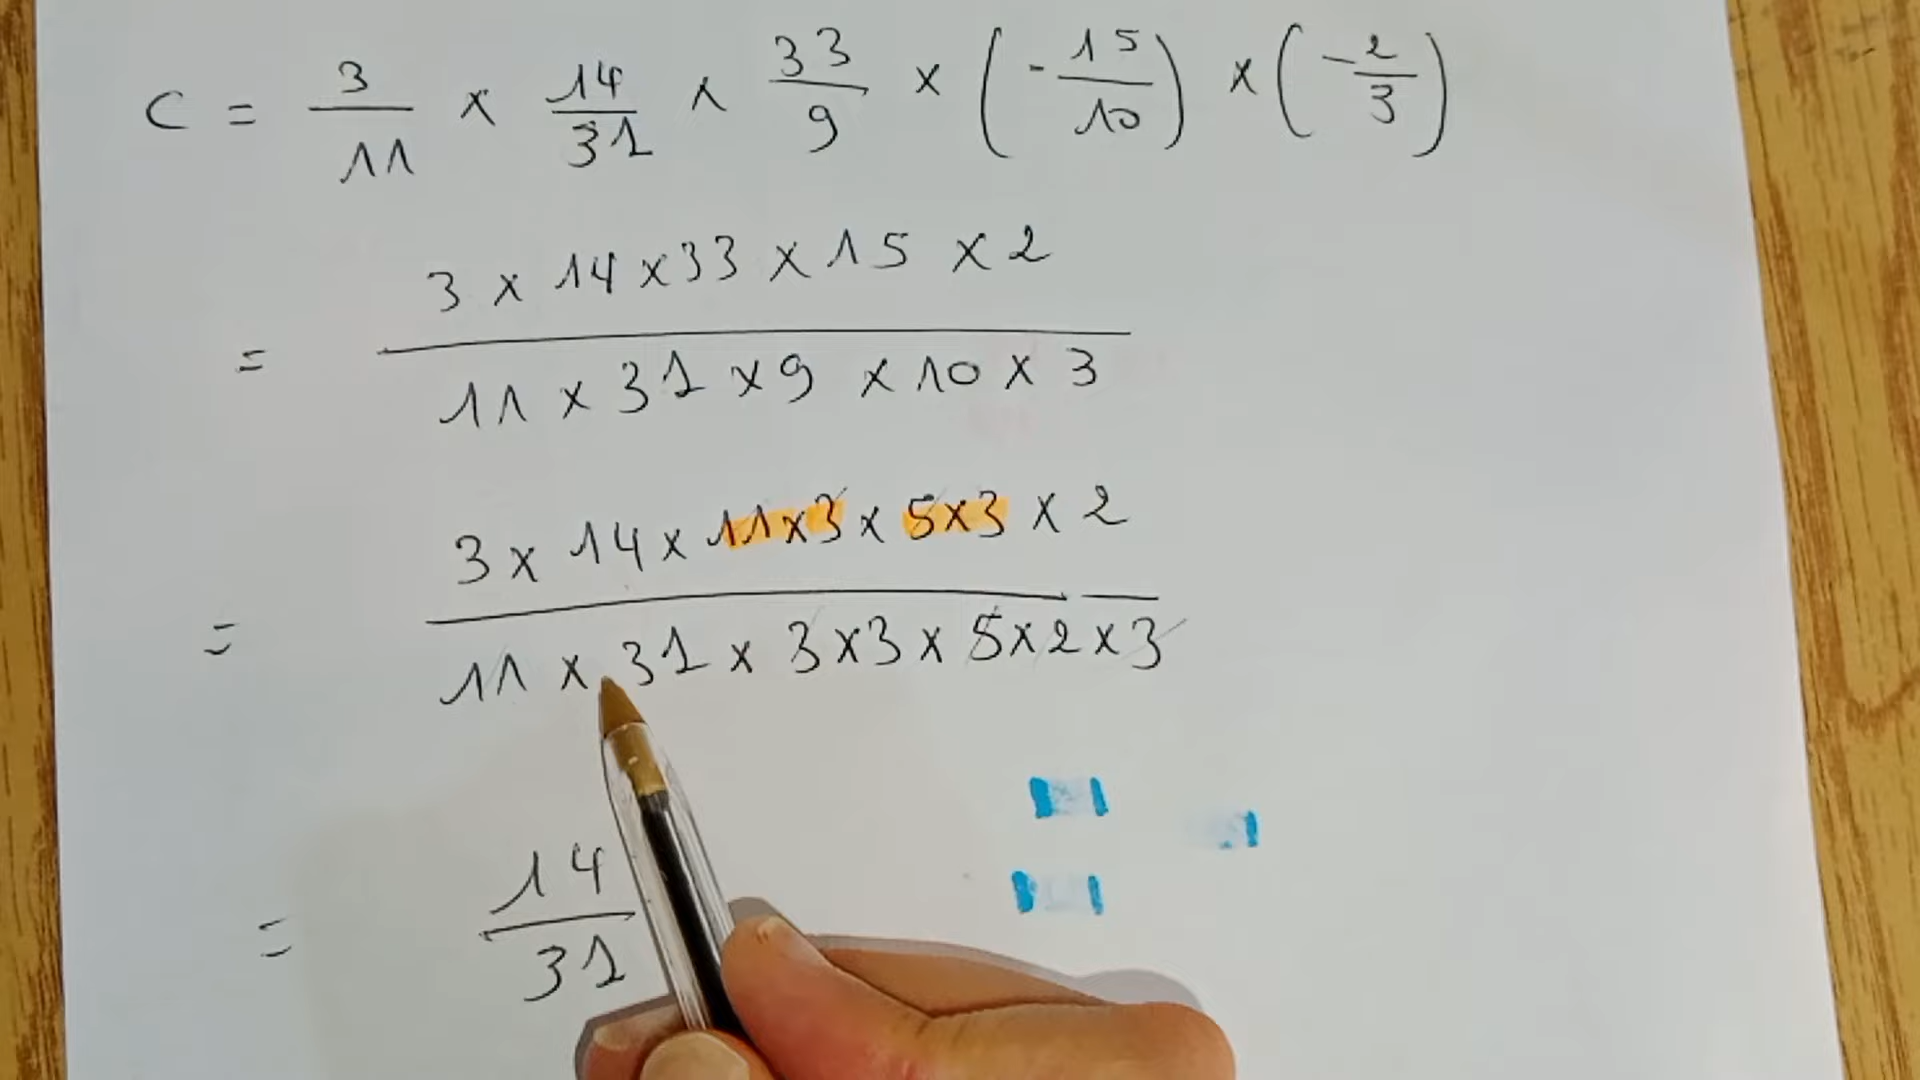 C = 3/11 × 14/31 × 33/9 × (-15/10) × (-2/3)
= 3 × 14 × 33 × 15 × 2 / 11 × 31 × 9 × 10 × 3
= 3 × 14 × 11 × 3 × 5 × 3 × 2 / 11 × 31 × 3 × 3 × 5 × 2 × 3
= 14/31